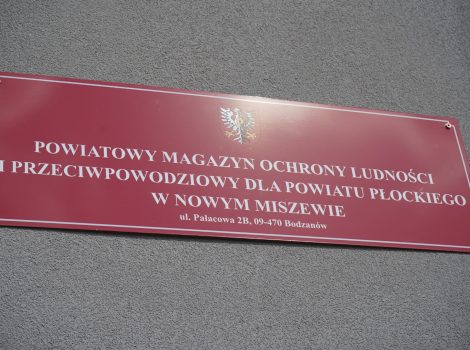 POWIATOWY MAGAZYN OCHRONY LUDNOŚCI
I PRZECIWPOWODZIOWY DLA POWIATU PŁOCKIEGO
W NOWYM MISZEWIE
ul. Pałacowa 2B, 09-470 Bodzanów